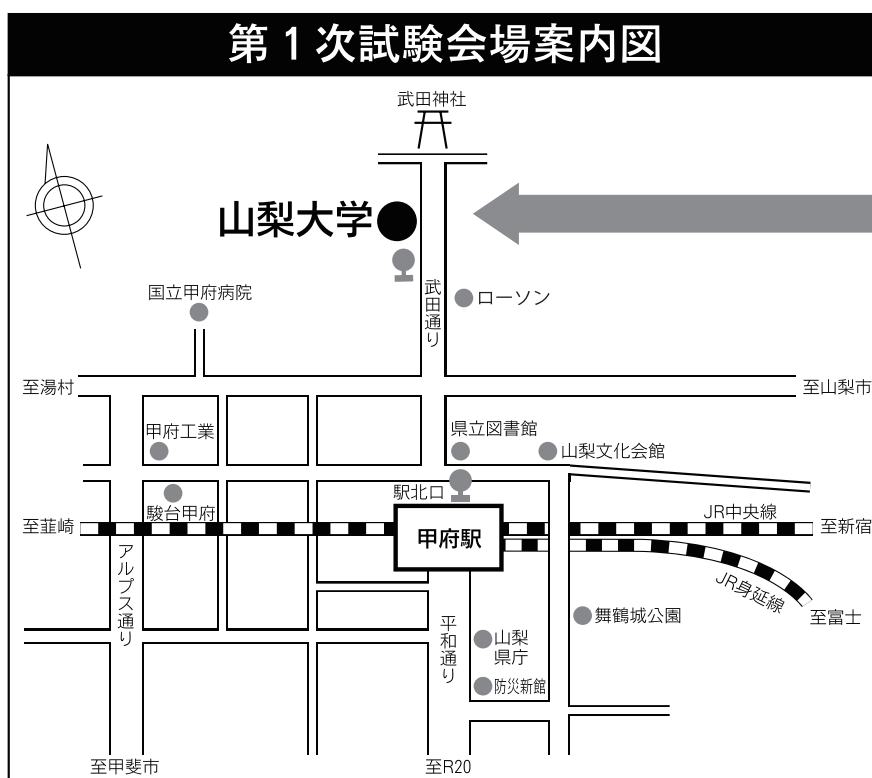 第1次試験会場案内図
武田神社
山梨大学
国立甲府病院
武田通り
ローソン
至湯村
至山梨市
甲府工業
県立図書館
山梨文化会館
駅北口
駿台甲府
JR中央線
至韮崎
甲府駅
至新宿
アルプス通り
JR身延線
至富士
舞鶴城公園
平和通り
山梨
県庁
防災新館
至甲斐市
至R20